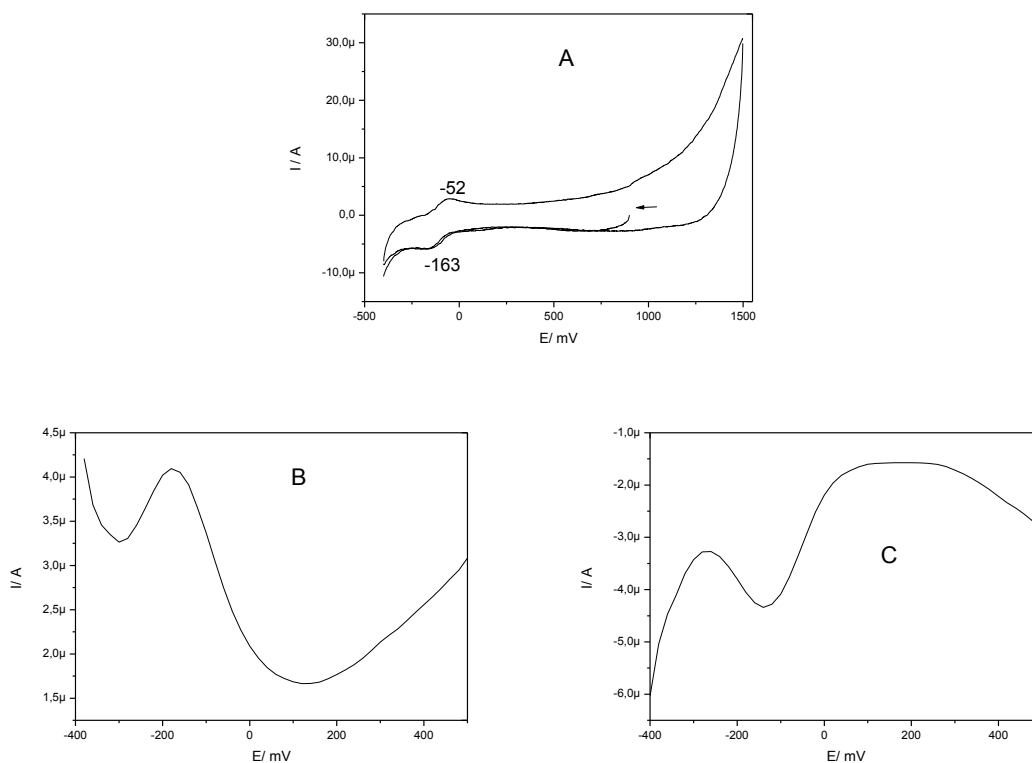 30,0µ
20,0µ
10,0µ
0,0
-10,0µ
I / A
A
-52
-163
-500
0
500
1000
1500
E/ mV
4,5µ
4,0µ
3,5µ
3,0µ
2,5µ
2,0µ
1,5µ
I/ A
B
-400
-200
0
200
400
E/ mV
-1,0µ
-2,0µ
-3,0µ
-4,0µ
-5,0µ
-6,0µ
I/ A
C
-400
-200
0
200
400
E/ mV